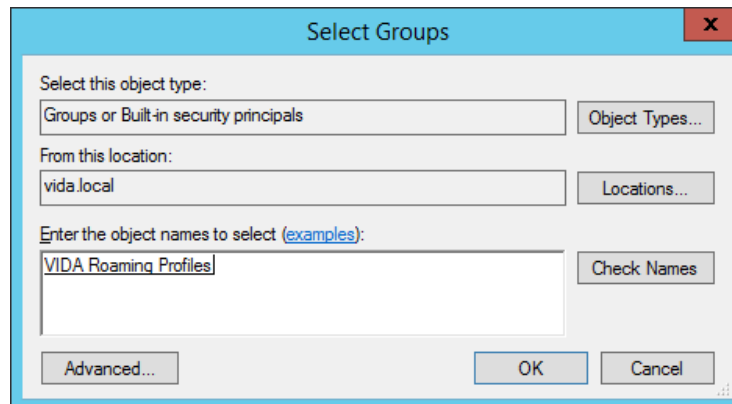 Select Groups
x
Select this object type:
Groups or Built-in security principals
Object Types...
From this location:
vida.local
Locations...
Enter the object names to select (examples):
VIDA Roaming Profiles
Check Names
Advanced...
OK
Cancel